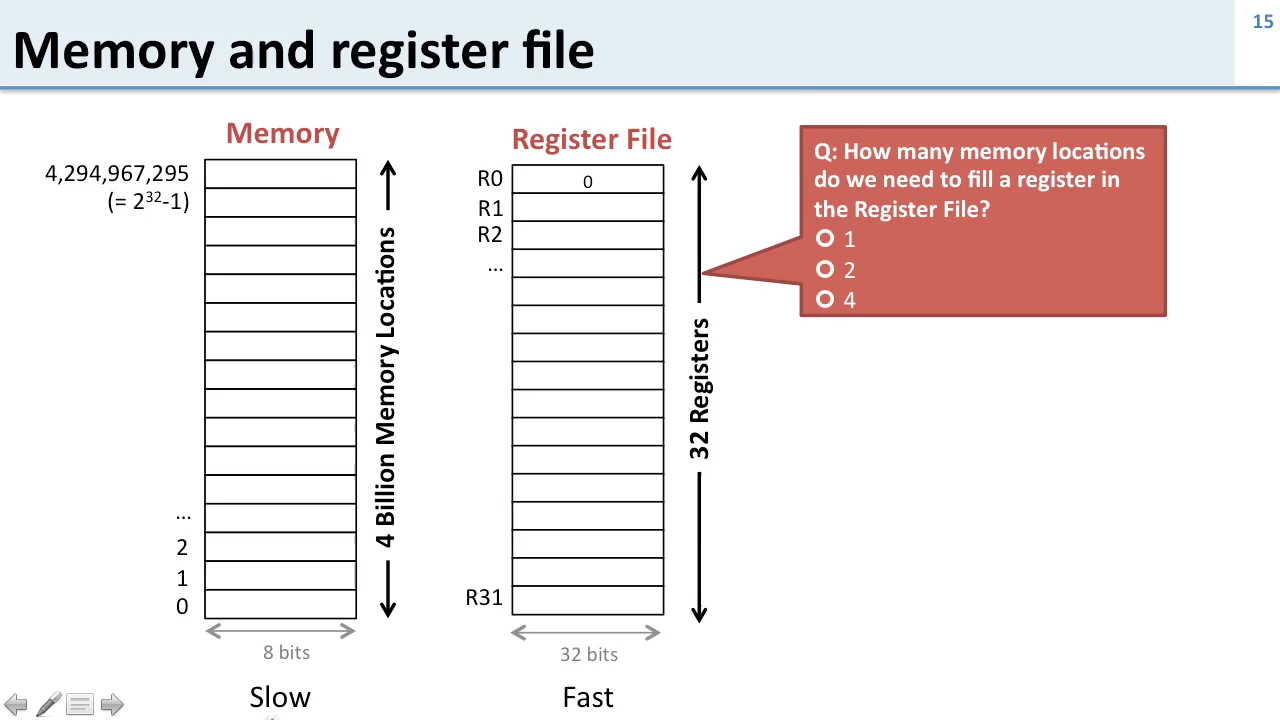 15
Memory and register file
Memory
4,294,967,295
(= 2³²-1)
...
2
1
0
4 Billion Memory Locations
8 bits
Slow
Register File
R0
0
R1
R2
...
R31
32 Registers
32 bits
Fast
Q: How many memory locations
do we need to fill a register in
the Register File?
1
2
4